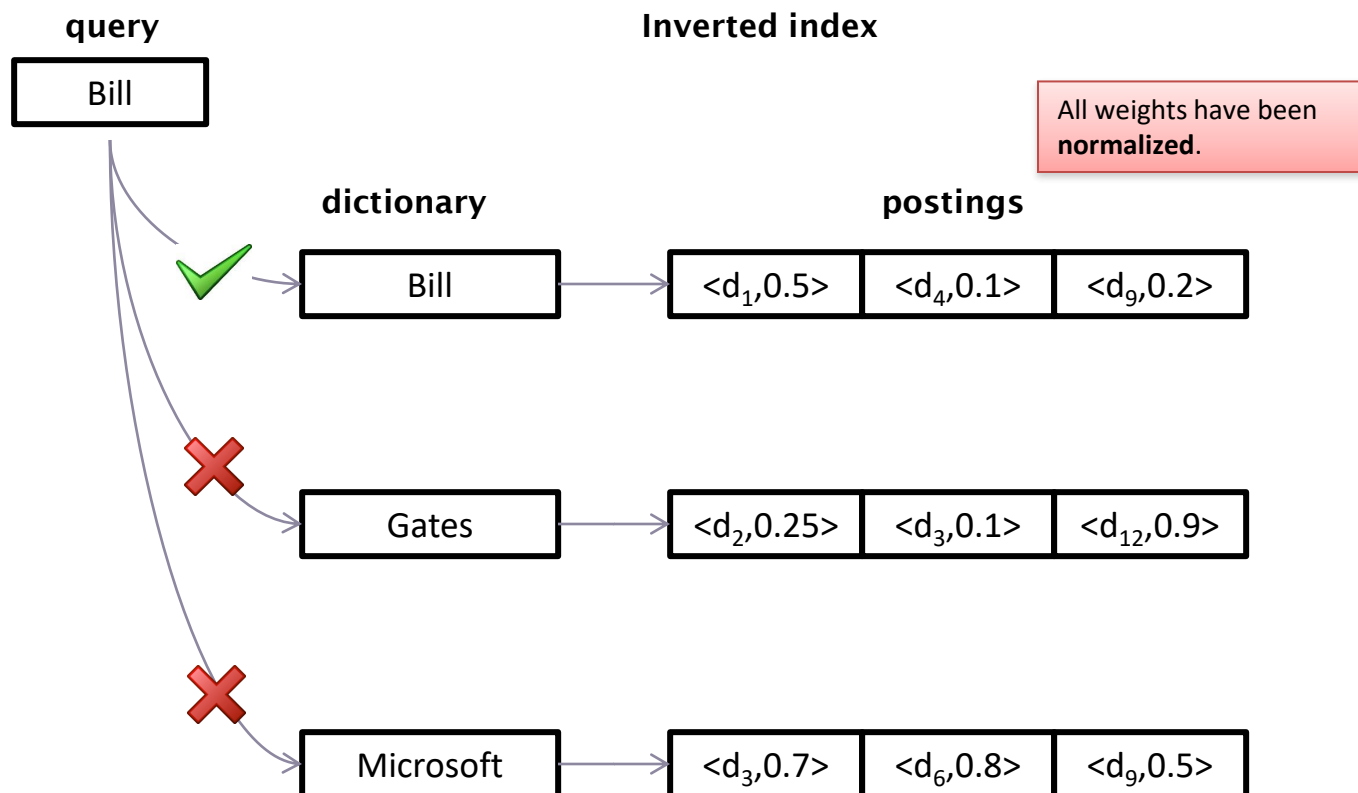 query
Inverted index
Bill
All weights have been
normalized.
dictionary
postings
Bill
<d₁,0.5>
<d₄,0.1>
<d₉,0.2>
Gates
<d₂,0.25>
<d₃,0.1>
<d₁₂,0.9>
Microsoft
<d₃,0.7>
<d₆,0.8>
<d₉,0.5>